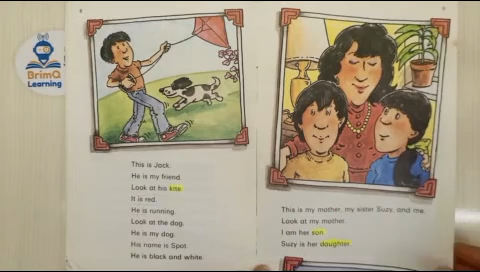 BrimQ
Learning
This is Jack.
He is my friend.
Look at his kite.
It is red.
He is running.
Look at the dog.
He is my dog.
His name is Spot.
He is black and white.
This is my mother, my sister Suzy, and me.
Look at my mother.
I am her son.
Suzy is her daughter.